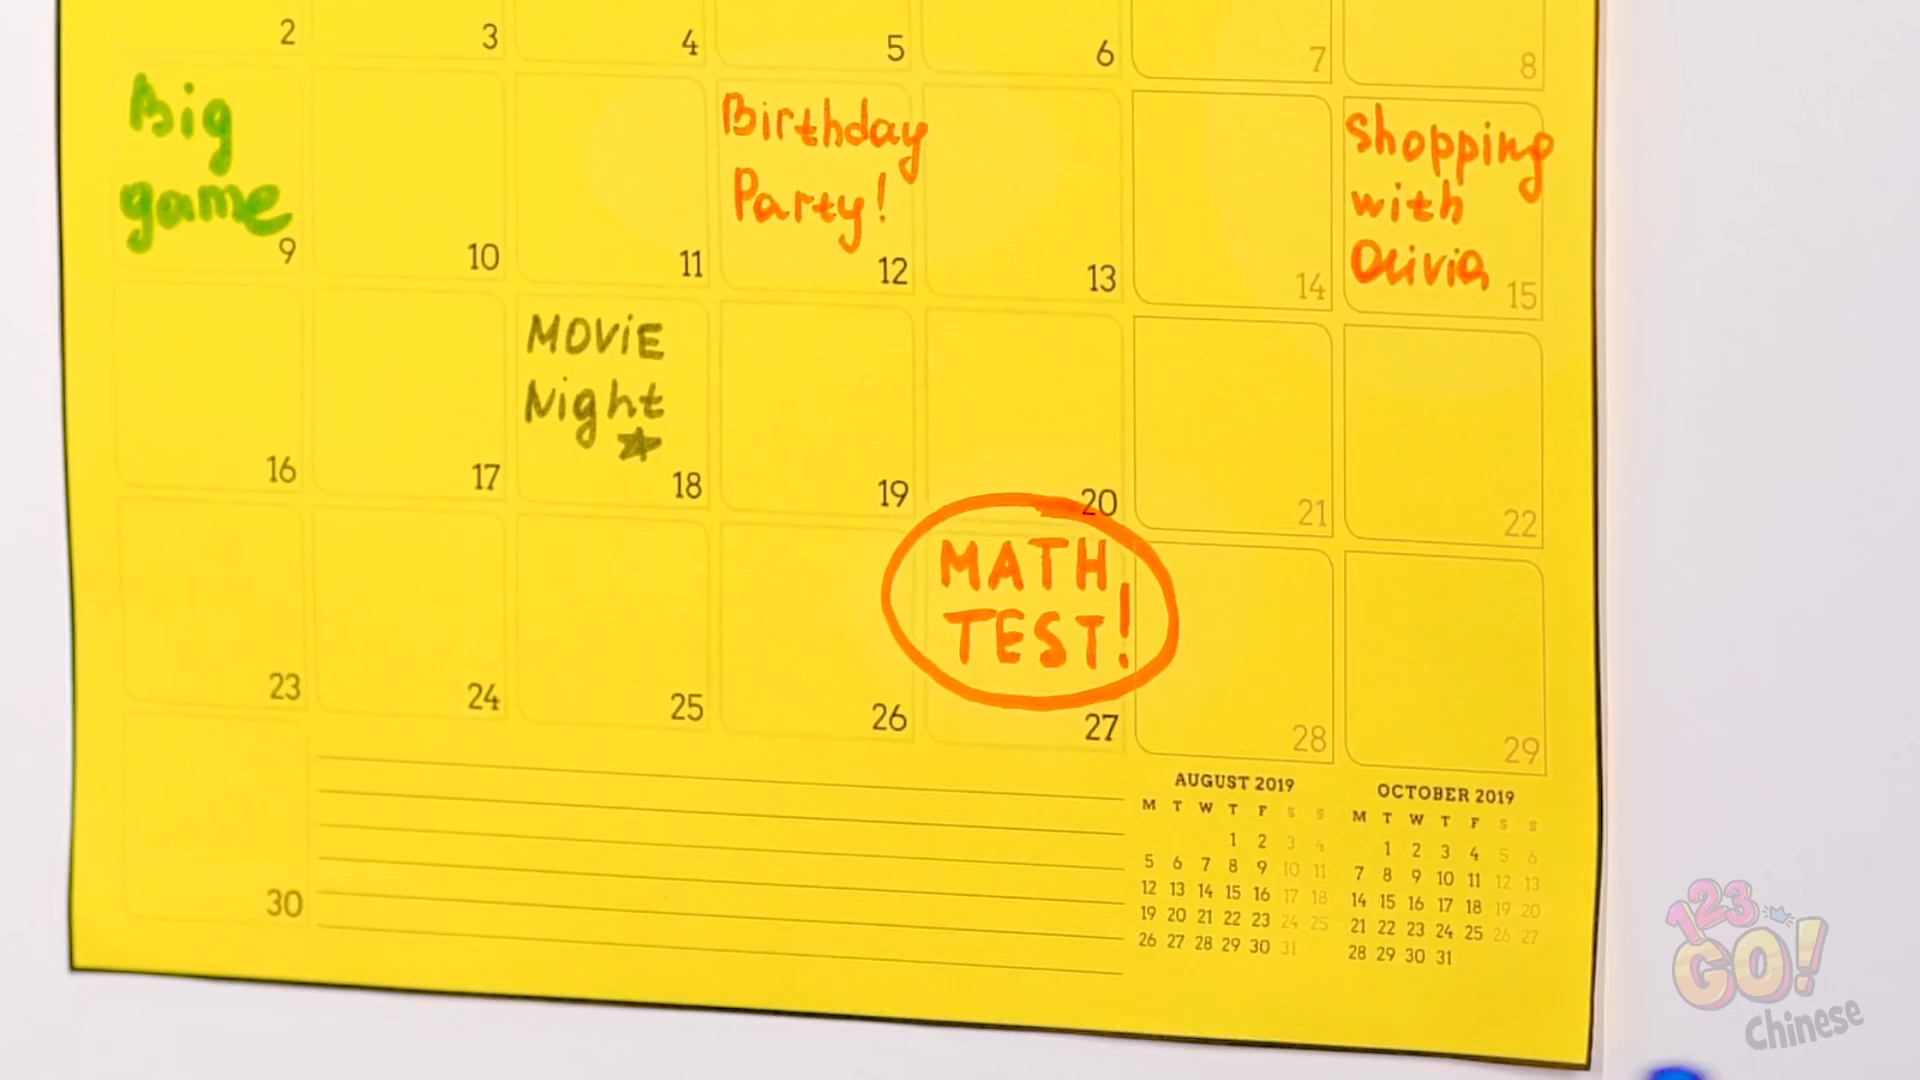 2 3 4 5 6 7 8
Big
game
9 10 11
Birthday
Party!
12 13 14
Shopping
with
Olivia
15
16 17
MOViE
Night
18 19 20 21 22
23 24 25 26
MATH
TEST!
27 28 29
30
AUGUST 2019
M T W T F S S
1 2 3 4
5 6 7 8 9 10 11
12 13 14 15 16 17 18
19 20 21 22 23 24 25
26 27 28 29 30 31
OCTOBER 2019
M T W T F S S
1 2 3 4 5 6
7 8 9 10 11 12 13
14 15 16 17 18 19 20
21 22 23 24 25 26 27
28 29 30 31
123
GO!
Chinese